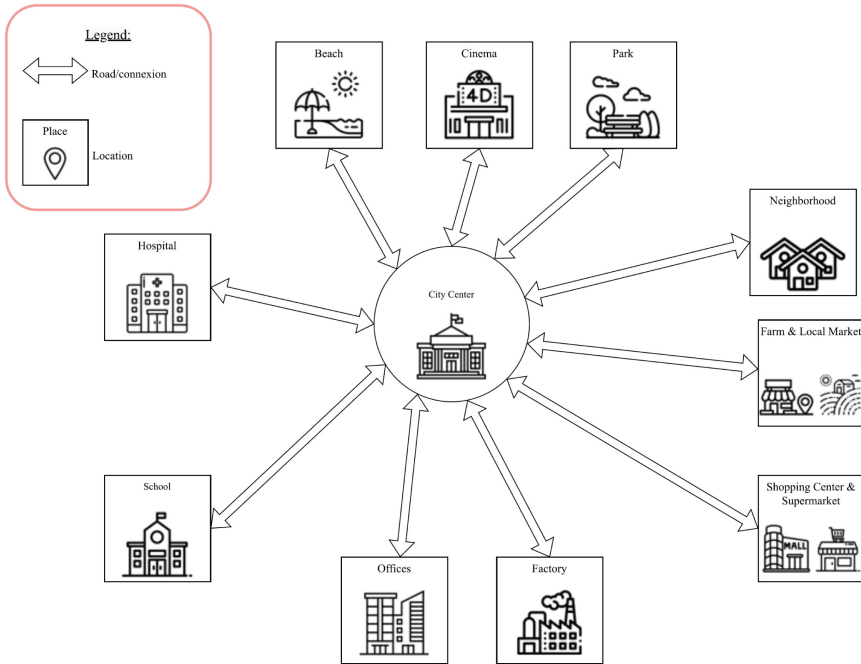 Legend:
Road/connexion
Place
Location
Beach
Cinema
4D
Park
Neighborhood
Hospital
City Center
Farm & Local Market
School
Shopping Center &
Supermarket
MALL
Offices
Factory